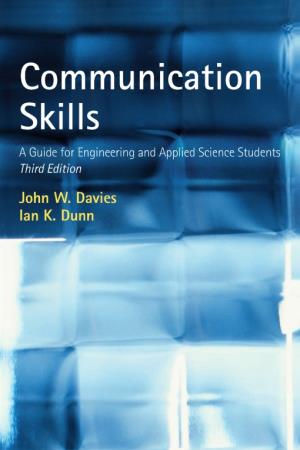 Communication
Skills
A Guide for Engineering and Applied Science Students
Third Edition
John W. Davies
Ian K. Dunn